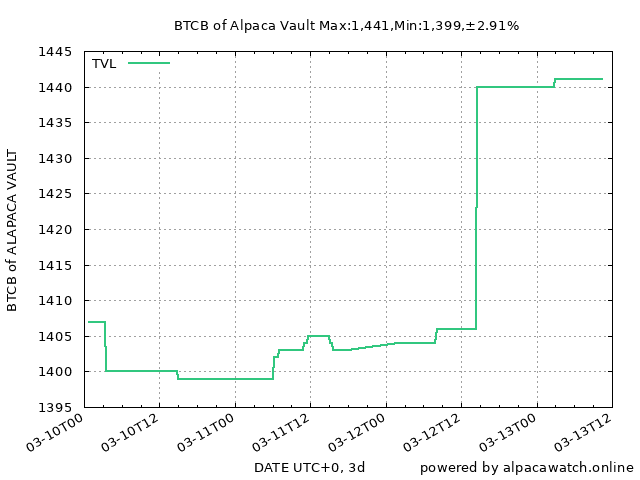 BTCB of Alpaca Vault Max:1,441,Min:1,399,±2.91%
TVL
BTCB of ALAPACA VAULT
1445
1440
1435
1430
1425
1420
1415
1410
1405
1400
1395
03-10T00
03-10T12
03-11T00
03-11T12
03-12T00
03-12T12
03-13T00
03-13T12
DATE UTC+0, 3d
powered by alpacawatch.online